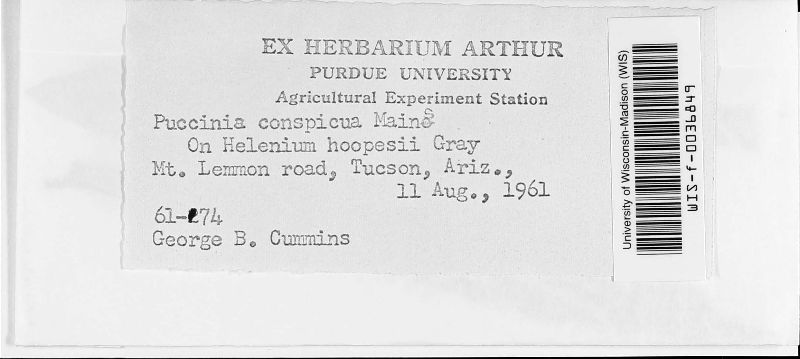 EX HERBARIUM ARTHUR
PURDUE UNIVERSITY
Agricultural Experiment Station
Puccinia conspicua Mains
On Helenium hoopesii Gray
Mt. Lemmon road, Tucson, Ariz.,
11 Aug., 1961
George B. Cummins
University of Wisconsin-Madison (WIS)
WIS-f-0036849